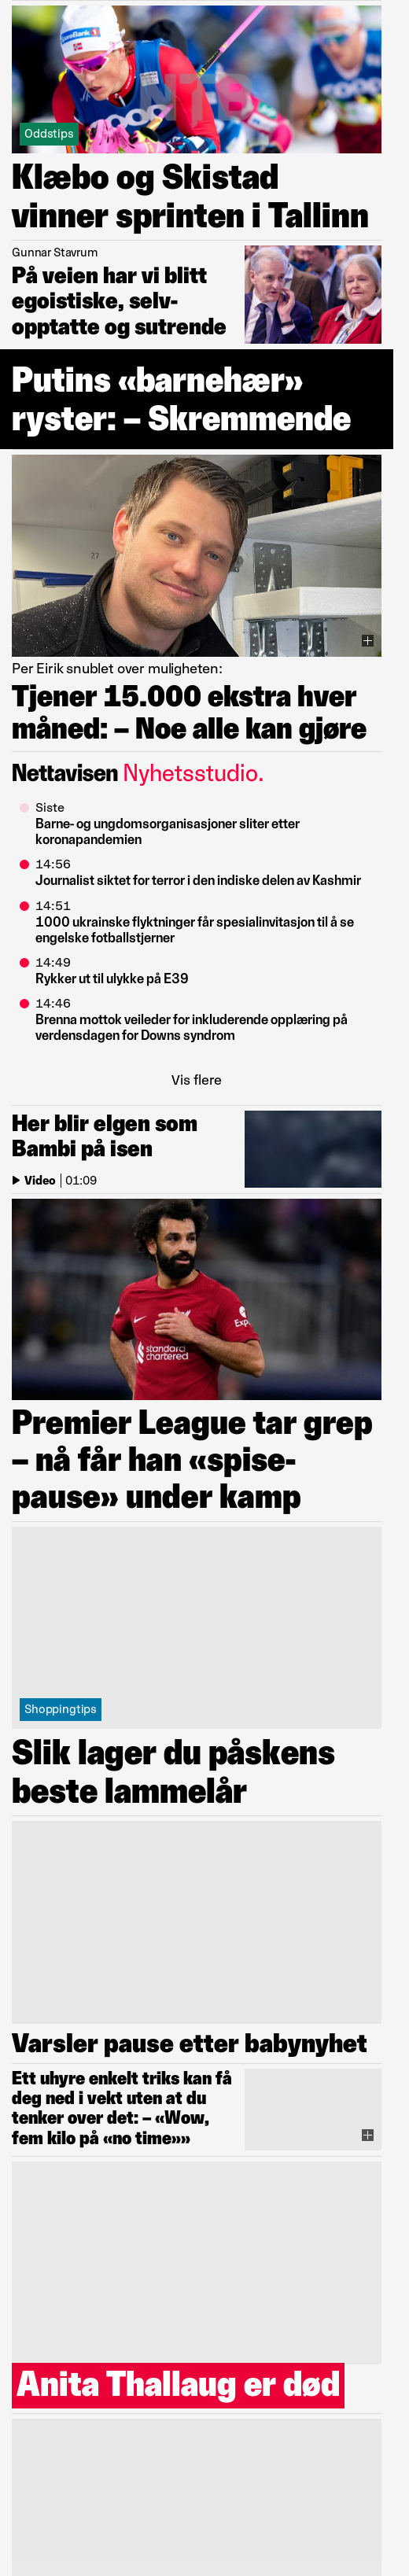 NTB
Oddstips
Klæbo og Skistad
vinner sprinten i Tallinn
Gunnar Stavrum
På veien har vi blitt
egoistiske, selv-
opptatte og sutrende
Putins «barnehær»
ryster: – Skremmende
Per Eirik snublet over muligheten:
Tjener 15.000 ekstra hver
måned: – Noe alle kan gjøre
Nettavisen Nyhetsstudio.
Siste
Barne- og ungdomsorganisasjoner sliter etter
koronapandemien
14:56
Journalist siktet for terror i den indiske delen av Kashmir
14:51
1000 ukrainske flyktninger får spesialinvitasjon til å se
engelske fotballstjerner
14:49
Rykker ut til ulykke på E39
14:46
Brenna mottok veileder for inkluderende opplæring på
verdensdagen for Downs syndrom
Vis flere
Her blir elgen som
Bambi på isen
Video | 01:09
standard
chartered
Premier League tar grep
– nå får han «spise-
pause» under kamp
Shoppingtips
Slik lager du påskens
beste lammelår
Varsler pause etter babynyhet
Ett uhyre enkelt triks kan få
deg ned i vekt uten at du
tenker over det: – «Wow,
fem kilo på «no time»»
Anita Thallaug er død